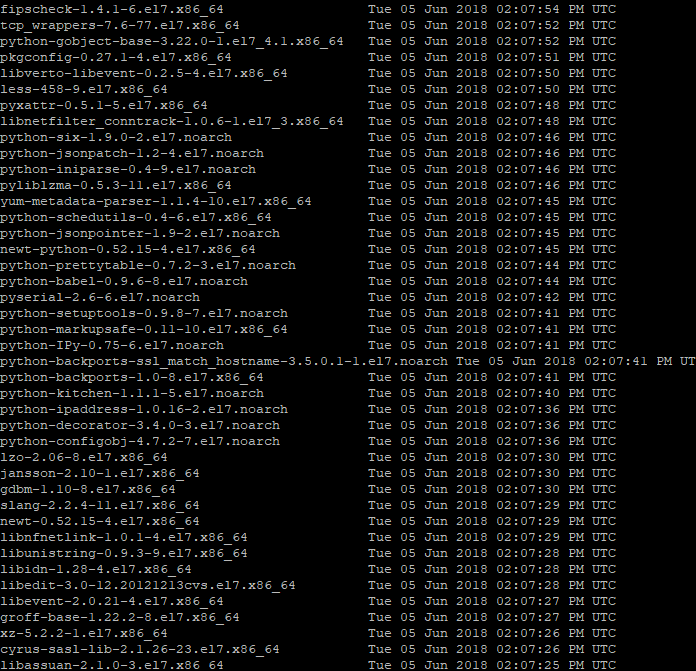 fipscheck-1.4.1-6.el7.x86_64 Tue 05 Jun 2018 02:07:54 PM UTC
tcp_wrappers-7.6-77.el7.x86_64 Tue 05 Jun 2018 02:07:52 PM UTC
python-gobject-base-3.22.0-1.el7_4.1.x86_64 Tue 05 Jun 2018 02:07:52 PM UTC
pkgconfig-0.27.1-4.el7.x86_64 Tue 05 Jun 2018 02:07:51 PM UTC
libverto-libevent-0.2.5-4.el7.x86_64 Tue 05 Jun 2018 02:07:50 PM UTC
less-458-9.el7.x86_64 Tue 05 Jun 2018 02:07:50 PM UTC
pyxattr-0.5.1-5.el7.x86_64 Tue 05 Jun 2018 02:07:48 PM UTC
libnetfilter_conntrack-1.0.6-1.el7_3.x86_64 Tue 05 Jun 2018 02:07:48 PM UTC
python-six-1.9.0-2.el7.noarch Tue 05 Jun 2018 02:07:46 PM UTC
python-jsonpatch-1.2-4.el7.noarch Tue 05 Jun 2018 02:07:46 PM UTC
python-iniparse-0.4-9.el7.noarch Tue 05 Jun 2018 02:07:46 PM UTC
pyliblzma-0.5.3-11.el7.x86_64 Tue 05 Jun 2018 02:07:46 PM UTC
yum-metadata-parser-1.1.4-10.el7.x86_64 Tue 05 Jun 2018 02:07:45 PM UTC
python-schedutils-0.4-6.el7.x86_64 Tue 05 Jun 2018 02:07:45 PM UTC
python-jsonpointer-1.9-2.el7.noarch Tue 05 Jun 2018 02:07:45 PM UTC
newt-python-0.52.15-4.el7.x86_64 Tue 05 Jun 2018 02:07:45 PM UTC
python-prettytable-0.7.2-3.el7.noarch Tue 05 Jun 2018 02:07:44 PM UTC
python-babel-0.9.6-8.el7.noarch Tue 05 Jun 2018 02:07:44 PM UTC
pyserial-2.6-6.el7.noarch Tue 05 Jun 2018 02:07:42 PM UTC
python-setuptools-0.9.8-7.el7.noarch Tue 05 Jun 2018 02:07:41 PM UTC
python-markupsafe-0.11-10.el7.x86_64 Tue 05 Jun 2018 02:07:41 PM UTC
python-IPy-0.75-6.el7.noarch Tue 05 Jun 2018 02:07:41 PM UTC
python-backports-ssl_match_hostname-3.5.0.1-1.el7.noarch Tue 05 Jun 2018 02:07:41 PM UT
python-backports-1.0-8.el7.x86_64 Tue 05 Jun 2018 02:07:41 PM UTC
python-kitchen-1.1.1-5.el7.noarch Tue 05 Jun 2018 02:07:40 PM UTC
python-ipaddress-1.0.16-2.el7.noarch Tue 05 Jun 2018 02:07:36 PM UTC
python-decorator-3.4.0-3.el7.noarch Tue 05 Jun 2018 02:07:36 PM UTC
python-configobj-4.7.2-7.el7.noarch Tue 05 Jun 2018 02:07:36 PM UTC
lzo-2.06-8.el7.x86_64 Tue 05 Jun 2018 02:07:30 PM UTC
jansson-2.10-1.el7.x86_64 Tue 05 Jun 2018 02:07:30 PM UTC
gdbm-1.10-8.el7.x86_64 Tue 05 Jun 2018 02:07:30 PM UTC
slang-2.2.4-11.el7.x86_64 Tue 05 Jun 2018 02:07:29 PM UTC
newt-0.52.15-4.el7.x86_64 Tue 05 Jun 2018 02:07:29 PM UTC
libnfnetlink-1.0.1-4.el7.x86_64 Tue 05 Jun 2018 02:07:29 PM UTC
libunistring-0.9.3-9.el7.x86_64 Tue 05 Jun 2018 02:07:28 PM UTC
libidn-1.28-4.el7.x86_64 Tue 05 Jun 2018 02:07:28 PM UTC
libedit-3.0-12.20121213cvs.el7.x86_64 Tue 05 Jun 2018 02:07:28 PM UTC
libevent-2.0.21-4.el7.x86_64 Tue 05 Jun 2018 02:07:27 PM UTC
groff-base-1.22.2-8.el7.x86_64 Tue 05 Jun 2018 02:07:27 PM UTC
xz-5.2.2-1.el7.x86_64 Tue 05 Jun 2018 02:07:26 PM UTC
cyrus-sasl-lib-2.1.26-23.el7.x86_64 Tue 05 Jun 2018 02:07:26 PM UTC
libassuan-2.1.0-3.el7.x86_64 Tue 05 Jun 2018 02:07:25 PM UTC